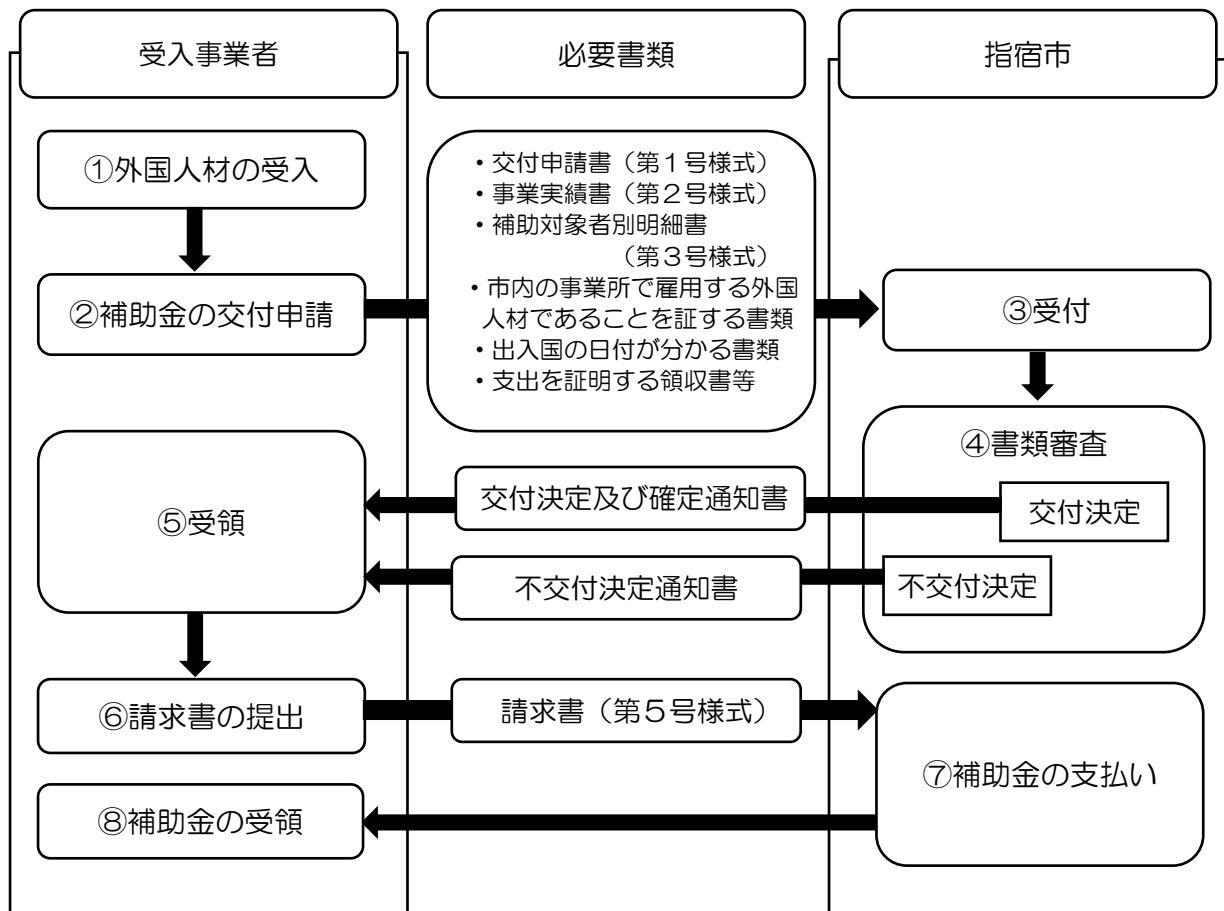 受入事業者
必要書類
指宿市
①外国人材の受入
②補助金の交付申請
・交付申請書（第１号様式）
・事業実績書（第２号様式）
・補助対象者別明細書
（第３号様式）
・市内の事業所で雇用する外国
人材であることを証する書類
・出入国の日付が分かる書類
・支出を証明する領収書等
③受付
④書類審査
交付決定
不交付決定
交付決定及び確定通知書
不交付決定通知書
⑤受領
⑥請求書の提出
請求書（第５号様式）
⑦補助金の支払い
⑧補助金の受領